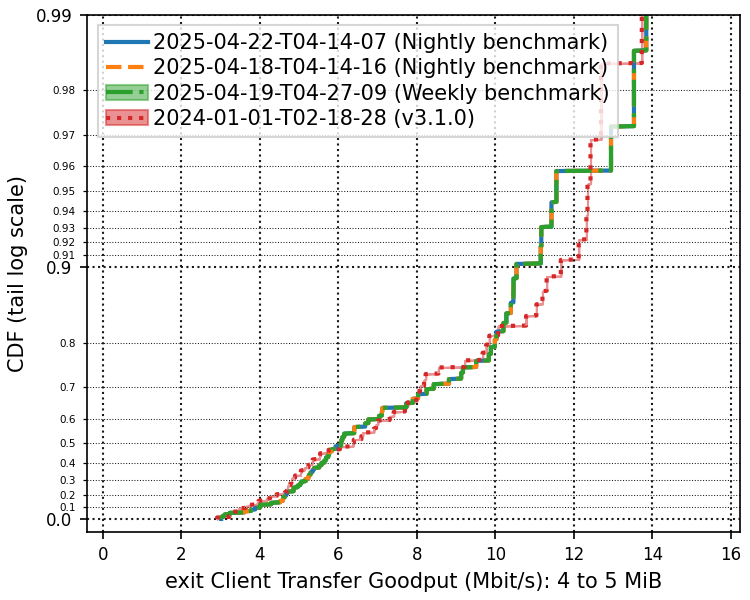 0.99
2025-04-22-T04-14-07 (Nightly benchmark)
2025-04-18-T04-14-16 (Nightly benchmark)
2025-04-19-T04-27-09 (Weekly benchmark)
2024-01-01-T02-18-28 (v3.1.0)
0.98
0.97
0.96
0.95
0.94
0.93
0.92
0.91
0.9
0.8
0.7
0.6
0.5
0.4
0.3
0.2
0.1
0.0
CDF (tail log scale)
0 2 4 6 8 10 12 14 16
exit Client Transfer Goodput (Mbit/s): 4 to 5 MiB